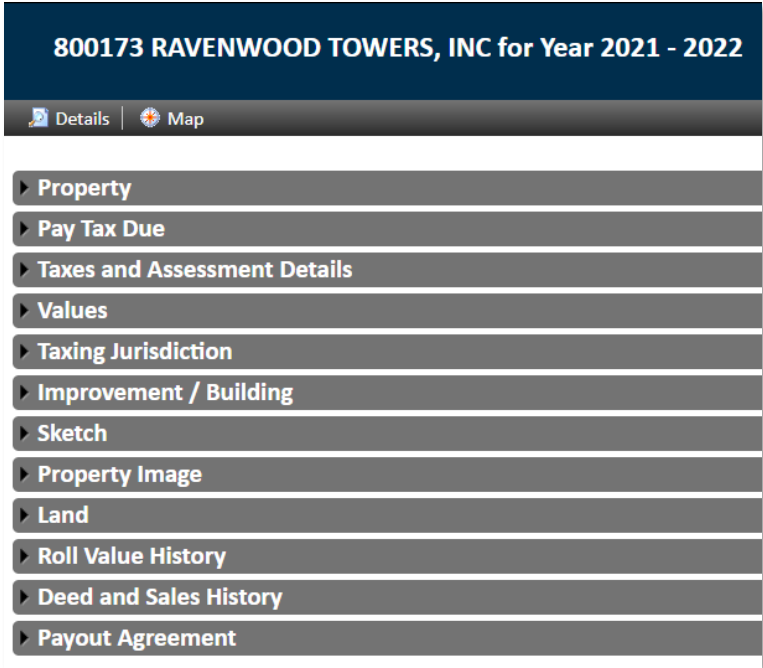 800173 RAVENWOOD TOWERS, INC for Year 2021 - 2022
Details
Map
Property
Pay Tax Due
Taxes and Assessment Details
Values
Taxing Jurisdiction
Improvement / Building
Sketch
Property Image
Land
Roll Value History
Deed and Sales History
Payout Agreement